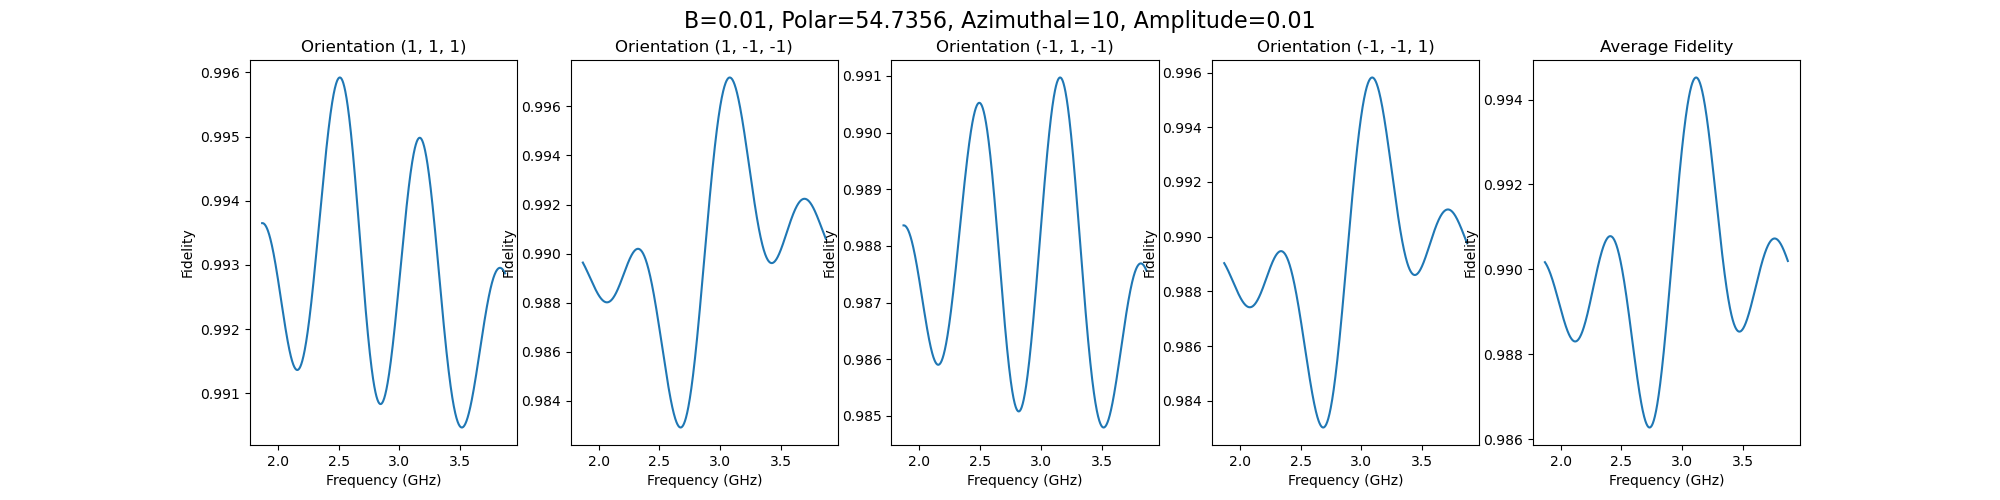 B=0.01, Polar=54.7356, Azimuthal=10, Amplitude=0.01
Orientation (1, 1, 1)
0.996
0.995
0.994
0.993
0.992
0.991
Fidelity
2.0 2.5 3.0 3.5
Frequency (GHz)
Orientation (1, -1, -1)
0.996
0.994
0.992
0.990
0.988
0.986
0.984
Fidelity
2.0 2.5 3.0 3.5
Frequency (GHz)
Orientation (-1, 1, -1)
0.991
0.990
0.989
0.988
0.987
0.986
0.985
Fidelity
2.0 2.5 3.0 3.5
Frequency (GHz)
Orientation (-1, -1, 1)
0.996
0.994
0.992
0.990
0.988
0.986
0.984
Fidelity
2.0 2.5 3.0 3.5
Frequency (GHz)
Average Fidelity
0.994
0.992
0.990
0.988
0.986
Fidelity
2.0 2.5 3.0 3.5
Frequency (GHz)